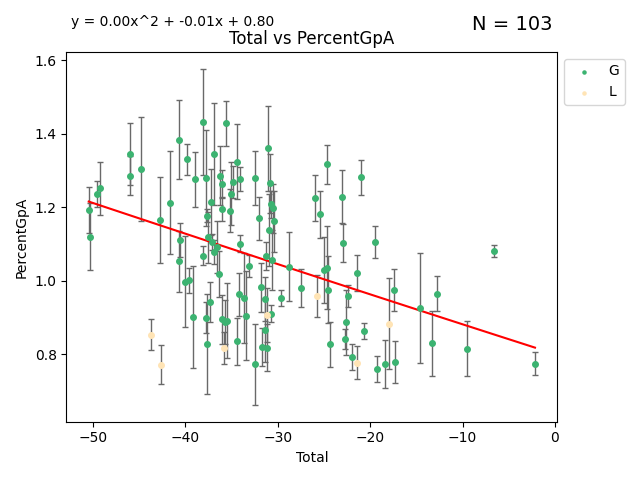 y = 0.00x^2 + -0.01x + 0.80
N = 103
Total vs PercentGpA
G
L
PercentGpA
1.6
1.4
1.2
1.0
0.8
−50
−40
−30
−20
−10
0
Total